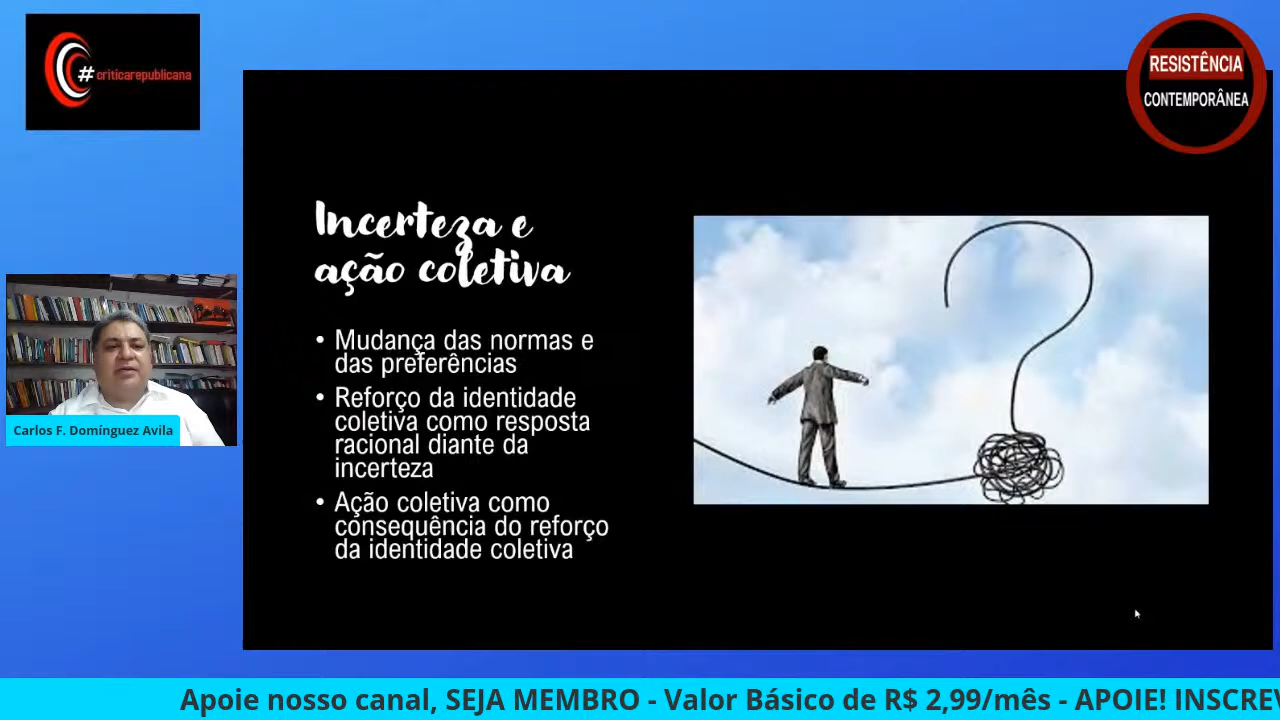 #criticarepublicana
RESISTÊNCIA
CONTEMPORÂNEA
Incerteza e
ação coletiva
• Mudança das normas e
das preferências
• Reforço da identidade
coletiva como resposta
racional diante da
incerteza
• Ação coletiva como
consequência do reforço
da identidade coletiva
Carlos F. Domínguez Avila
Apoie nosso canal, SEJA MEMBRO - Valor Básico de R$ 2,99/mês - APOIE! INSCREV